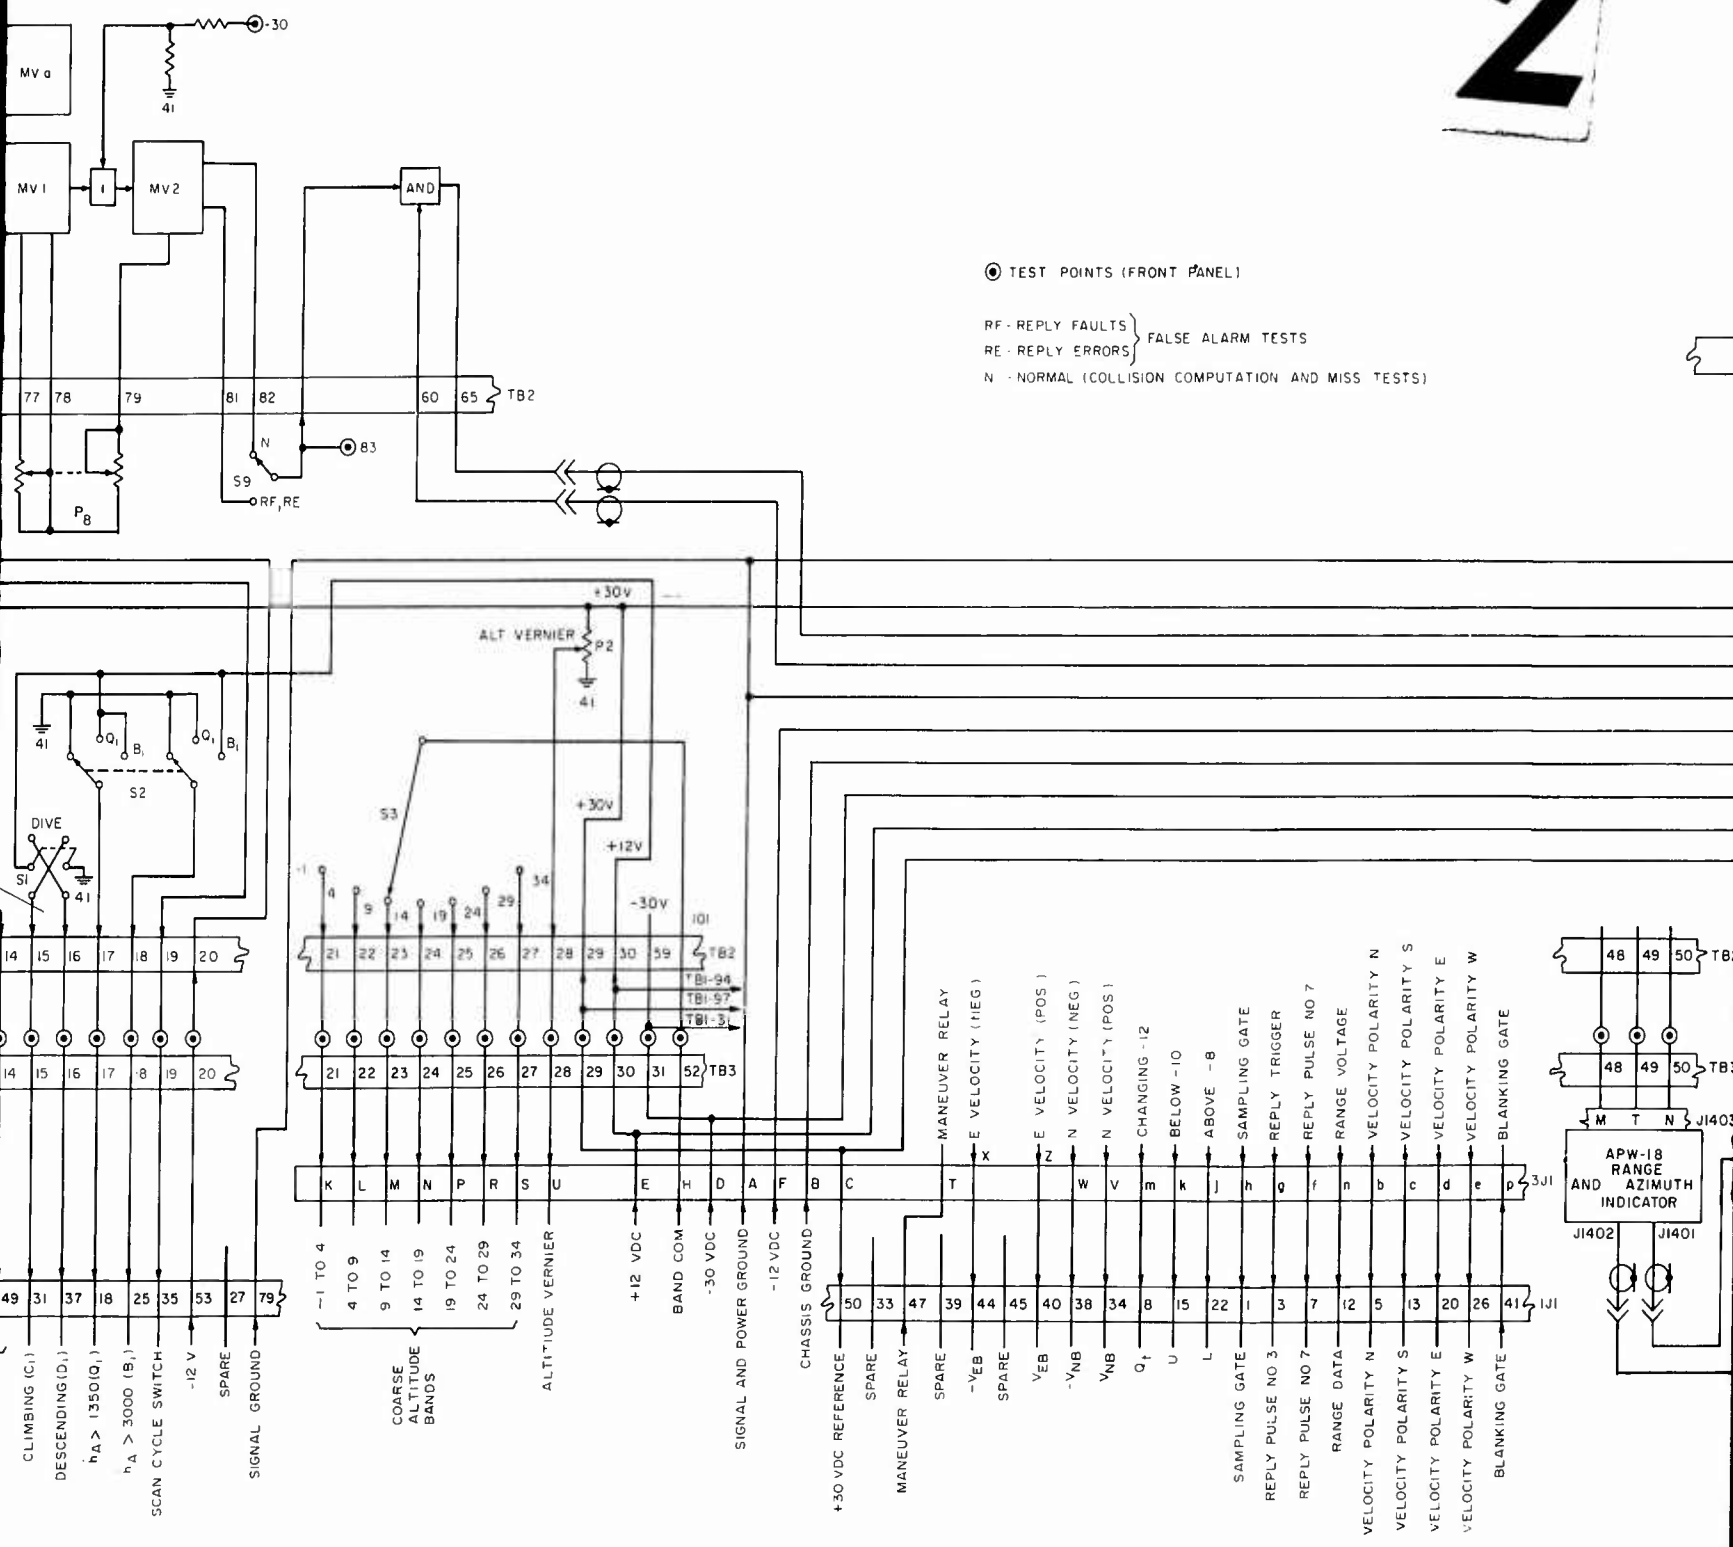 2
-30
41
MV a
MV 1
1
MV 2
AND
TEST POINTS (FRONT PANEL)
RF - REPLY FAULTS
RE - REPLY ERRORS
FALSE ALARM TESTS
N - NORMAL (COLLISION COMPUTATION AND MISS TESTS)
77 78 79 81 82 60 65 TB2
N
83
S9
RF, RE
P8
+30V
ALT VERNIER
P2
41
41
Q1 B1 Q1 B1
S2
DIVE
S1
41
S3
+30V
+12V
-30V
101
-1 4 9 14 19 24 29 34
14 15 16 17 18 19 20
21 22 23 24 25 26 27 28 29 30 59 TB2
TB1-94
TB1-97
TB1-31
14 15 16 17 18 19 20
21 22 23 24 25 26 27 28 29 30 31 52 TB3
MANEUVER RELAY
E VELOCITY (NEG)
E VELOCITY (POS)
N VELOCITY (NEG)
N VELOCITY (POS)
CHANGING -12
BELOW -10
ABOVE -8
SAMPLING GATE
REPLY TRIGGER
REPLY PULSE NO 7
RANGE VOLTAGE
VELOCITY POLARITY N
VELOCITY POLARITY S
VELOCITY POLARITY E
VELOCITY POLARITY W
BLANKING GATE
48 49 50 TB2
48 49 50 TB3
M T N J1403
APW-18
RANGE
AND AZIMUTH
INDICATOR
J1402 J1401
X Z
K L M N P R S U E H D A F B C T W V m k j h g f n b c d e p 3J1
-1 TO 4
4 TO 9
9 TO 14
14 TO 19
19 TO 24
24 TO 29
29 TO 34
COARSE
ALTITUDE
BANDS
ALTITUDE VERNIER
+12 VDC
BAND COM
-30 VDC
SIGNAL AND POWER GROUND
-12 VDC
CHASSIS GROUND
49 31 37 18 25 35 53 27 79
50 33 47 39 44 45 40 38 34 8 15 22 1 3 7 12 5 13 20 26 41 1J1
CLIMBING (C1)
DESCENDING (D1)
hA > 1350 (Q1)
hA > 3000 (B1)
SCAN CYCLE SWITCH
-12 V
SPARE
SIGNAL GROUND
+30 VDC REFERENCE
SPARE
MANEUVER RELAY
SPARE
-VEB
SPARE
VEB
-VNB
VNB
Qt
U
L
SAMPLING GATE
REPLY PULSE NO 3
REPLY PULSE NO 7
RANGE DATA
VELOCITY POLARITY N
VELOCITY POLARITY S
VELOCITY POLARITY E
VELOCITY POLARITY W
BLANKING GATE